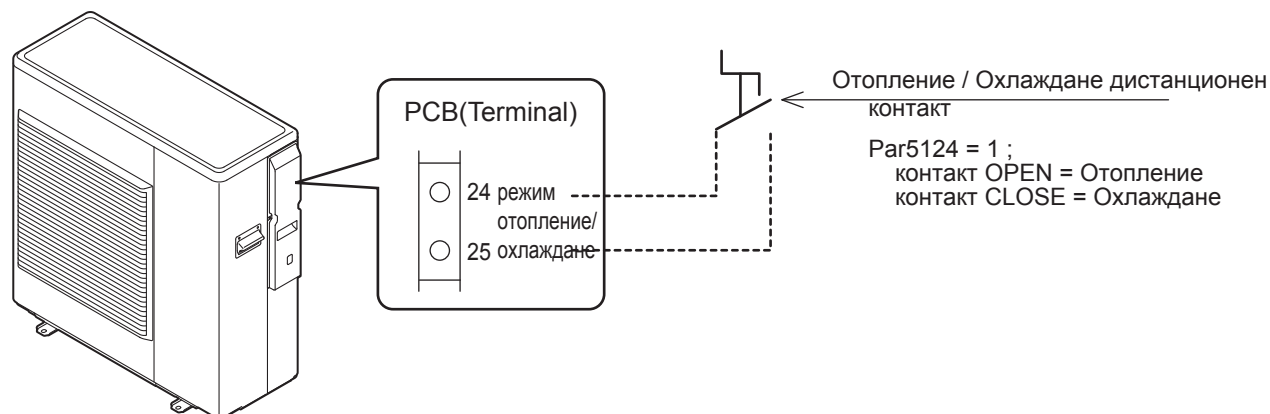 PCB(Terminal)
24 режим
отопление/
25 охлаждане
Отопление / Охлаждане дистанционен
контакт
Par5124 = 1 ;
контакт OPEN = Отопление
контакт CLOSE = Охлаждане